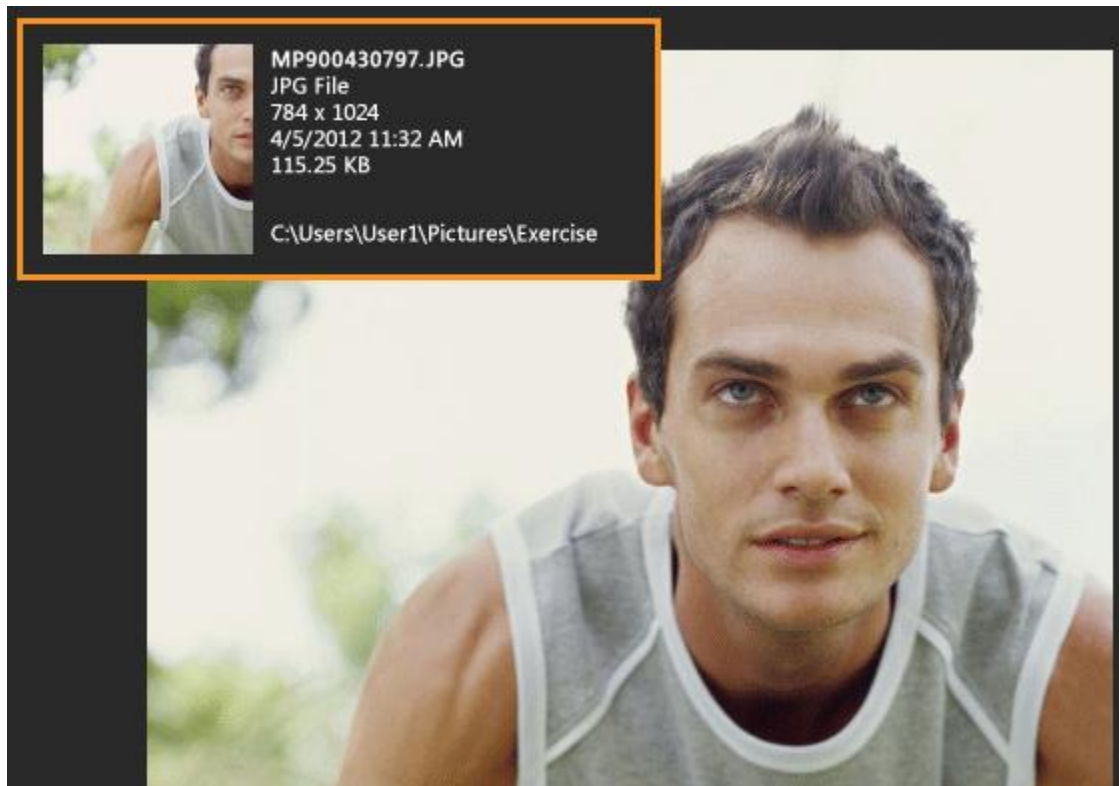 MP900430797.JPG
JPG File
784 x 1024
4/5/2012 11:32 AM
115.25 KB
C:\Users\User1\Pictures\Exercise